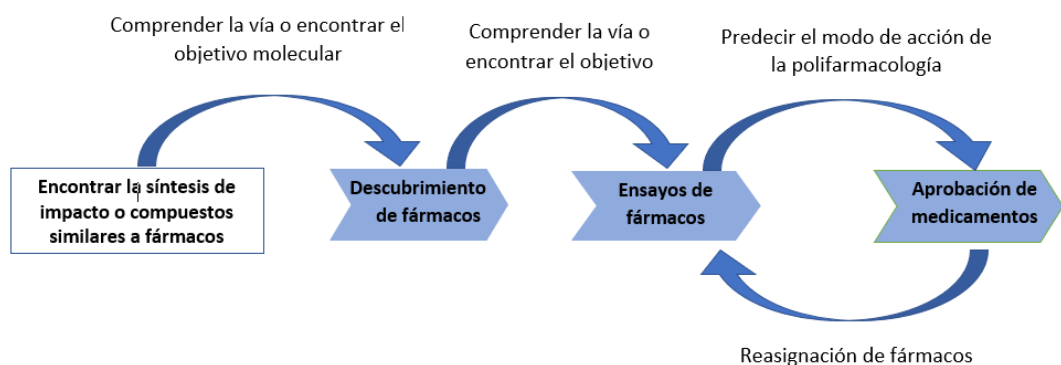 Comprender la vía o encontrar el
objetivo molecular
Comprender la vía o
encontrar el objetivo
Predecir el modo de acción de
la polifarmacología
Encontrar la síntesis de
impacto o compuestos
similares a fármacos
Descubrimiento
de fármacos
Ensayos de
fármacos
Aprobación de
medicamentos
Reasignación de fármacos